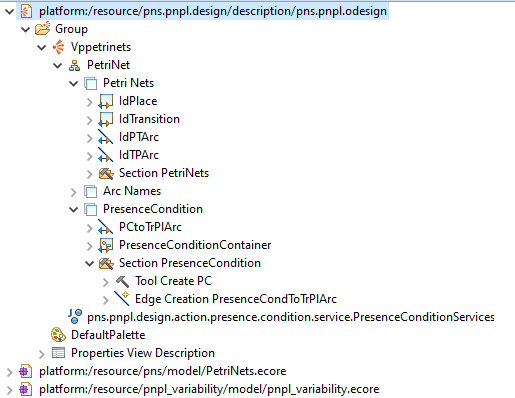 platform:/resource/pns.pnpl.design/description/pns.pnpl.odesign
Group
Vppetrinets
PetriNet
Petri Nets
IdPlace
IdTransition
IdPTArc
IdTPArc
Section PetriNets
Arc Names
PresenceCondition
PCtoTrPlArc
PresenceConditionContainer
Section PresenceCondition
Tool Create PC
Edge Creation PresenceCondToTrPlArc
pns.pnpl.design.action.presence.condition.service.PresenceConditionServices
DefaultPalette
Properties View Description
platform:/resource/pns/model/PetriNets.ecore
platform:/resource/pnpl_variability/model/pnpl_variability.ecore